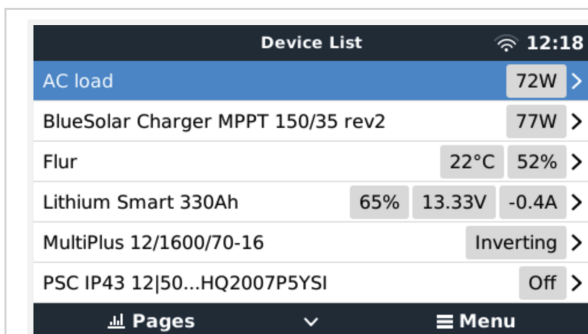 Device List 12:18
AC load 72W
BlueSolar Charger MPPT 150/35 rev2 77W
Flur 22°C 52%
Lithium Smart 330Ah 65% 13.33V -0.4A
MultiPlus 12/1600/70-16 Inverting
PSC IP43 12|50...HQ2007P5YSI Off
Pages Menu